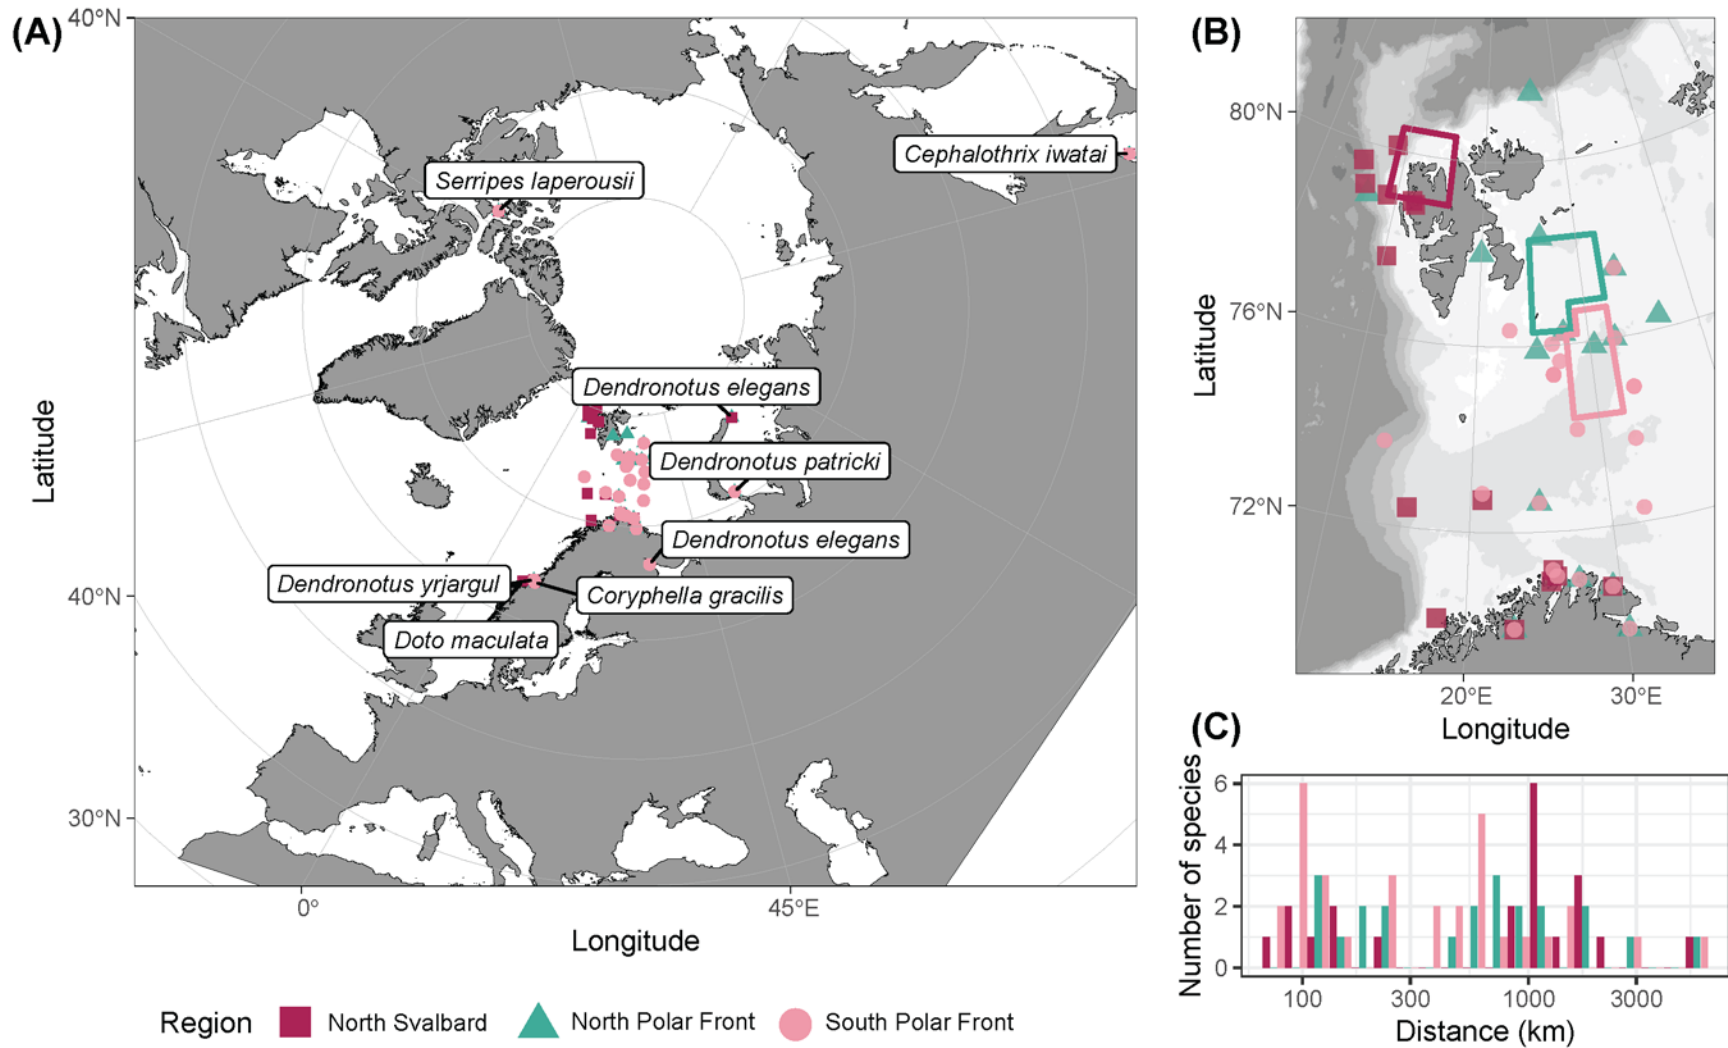 (A)
40°N
40°N
30°N
Latitude
Serripes laperousii
Cephalothrix iwatai
Dendronotus elegans
Dendronotus patricki
Dendronotus elegans
Dendronotus yrjargul
Coryphella gracilis
Doto maculata
0°
45°E
Longitude
(B)
80°N
76°N
72°N
Latitude
20°E
30°E
Longitude
(C)
Number of species
6
4
2
0
100
300
1000
3000
Distance (km)
Region
North Svalbard
North Polar Front
South Polar Front